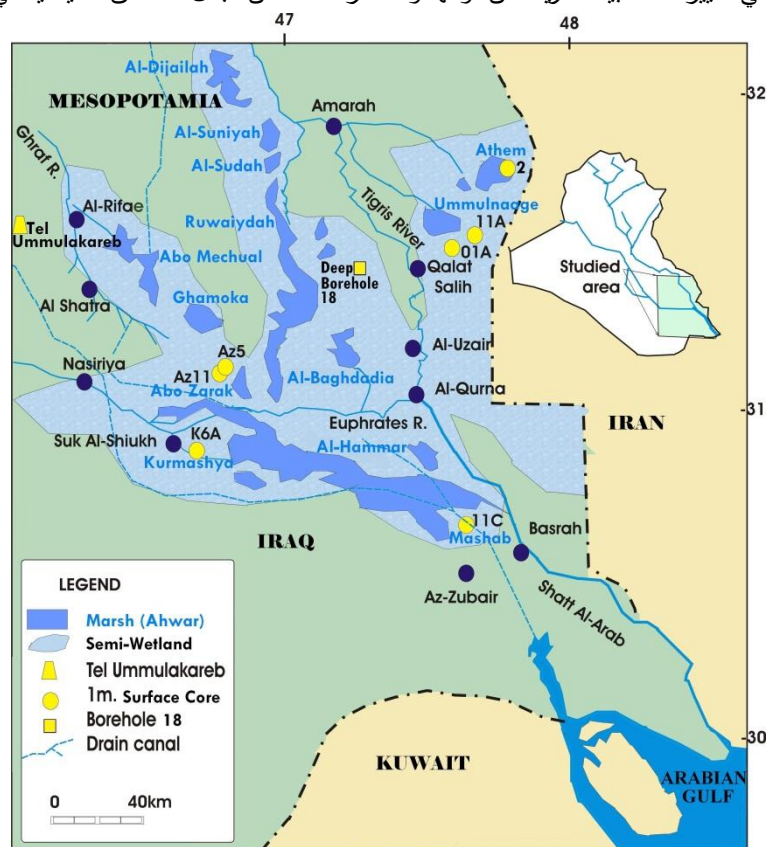 47
48
Al-Dijailah
MESOPOTAMIA
-32
Amarah
Al-Suniyah
Athem
Ghraf R.
2
Al-Sudah
Tigris River
Ummulnaqge
Al-Rifae
Ruwaiydah
11A
Tel
Ummulakareb
01A
Abo Mechual
Deep
Borehole
18
Qalat
Salih
Studied
area
Ghamoka
Al Shatra
Az5
Al-Uzair
Nasiriya
Az11
Al-Baghdadia
Abo Zarak
Al-Qurna
-31
Euphrates R.
IRAN
Suk Al-Shiukh
K6A
Al-Hammar
Kurmashya
11C
IRAQ
Mashab
Basrah
Az-Zubair
Shatt Al-Arab
LEGEND
Marsh (Ahwar)
Semi-Wetland
Tel Ummulakareb
1m. Surface Core
Borehole 18
Drain canal
0 40km
-30
KUWAIT
ARABIAN
GULF